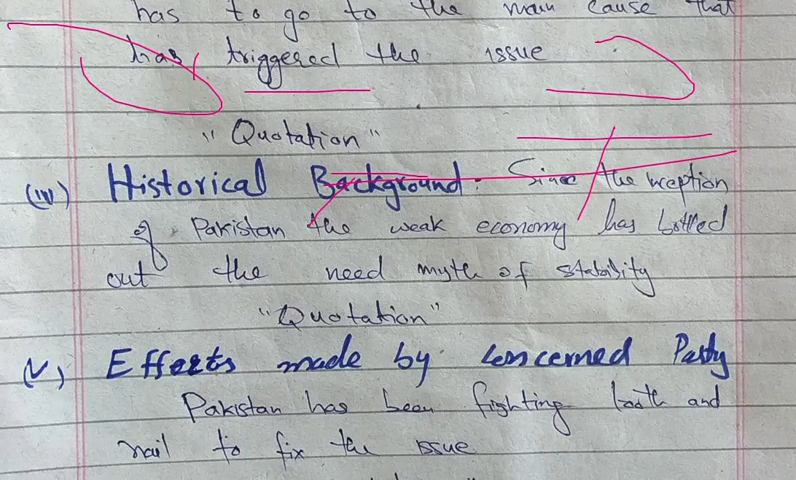 has to go to the main cause that
has triggered the issue
"Quotation"
(iv) Historical Background: Since the inception
of Pakistan the weak economy has bottled
out the need myth of stability
"Quotation"
(v) Efforts made by concerned Party
Pakistan has been fighting tooth and
nail to fix the issue